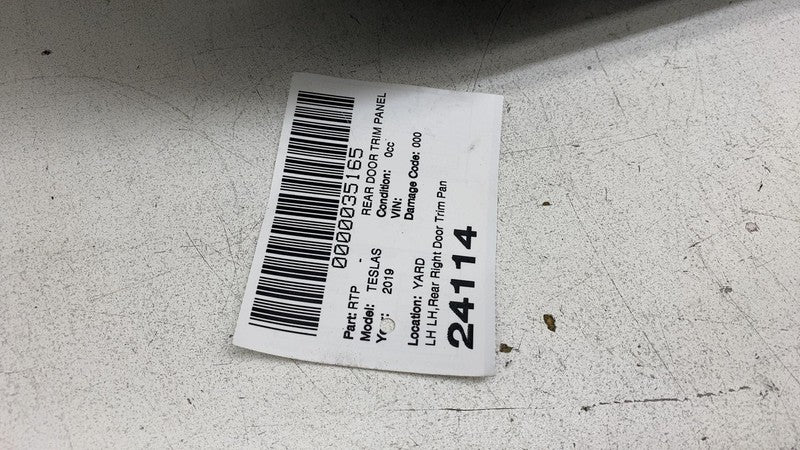 0000035165
Part: RTP - REAR DOOR TRIM PANEL
Model: TESLAS Condition: 0cc
Year: 2019 VIN:
Damage Code: 000
Location: YARD
LH LH,Rear Right Door Trim Pan
24114